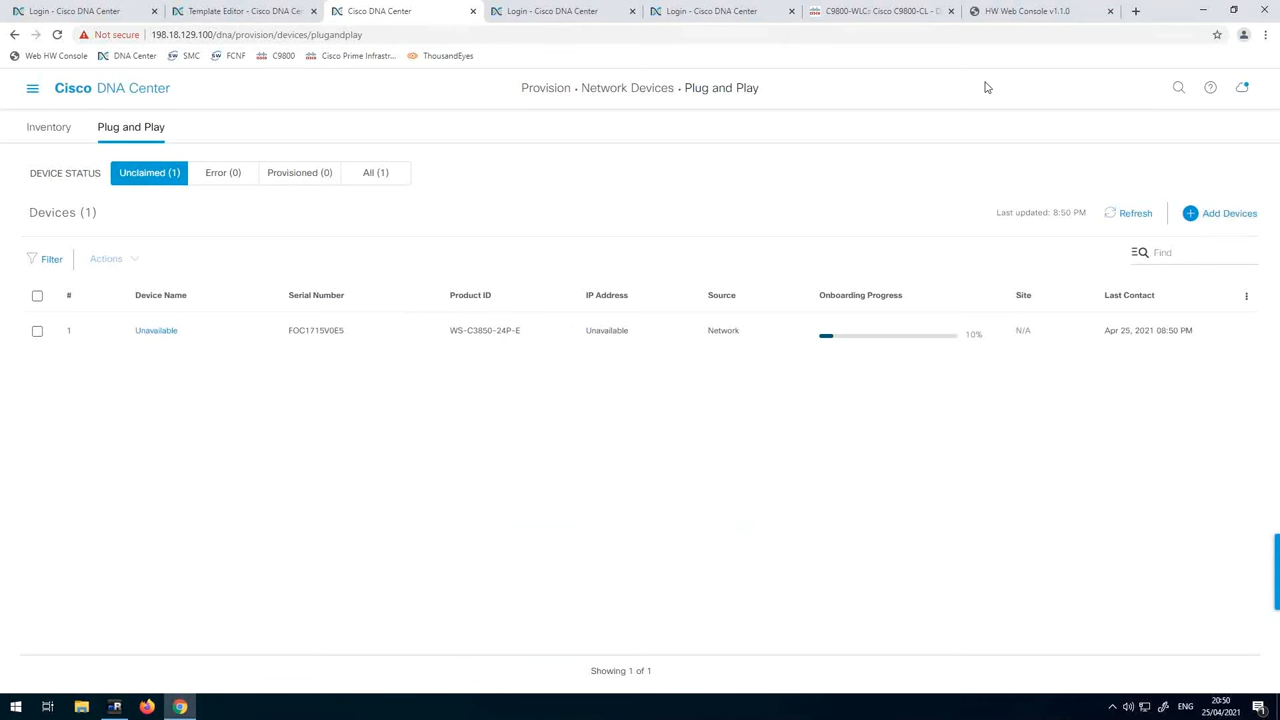 Login - Cisco DNA Center
Template Editor - Cisco DNA Cent
Cisco DNA Center
Login - Cisco DNA Center
Login - Cisco DNA Center
C9800-WLC: Cisco C9800-CL - D
HW Web Console v1.1.0
Not secure 198.18.129.100/dna/provision/devices/plugandplay
Web HW Console DNA Center SMC FCNF C9800 Cisco Prime Infrastr... ThousandEyes
Cisco DNA Center
Provision • Network Devices • Plug and Play
Inventory Plug and Play
DEVICE STATUS Unclaimed (1) Error (0) Provisioned (0) All (1)
Devices (1) Last updated: 8:50 PM Refresh Add Devices
Filter Actions Find
# Device Name Serial Number Product ID IP Address Source Onboarding Progress Site Last Contact
1 Unavailable FOC1715V0E5 WS-C3850-24P-E Unavailable Network 10% N/A Apr 25, 2021 08:50 PM
Showing 1 of 1
ENG
20:50
25/04/2021